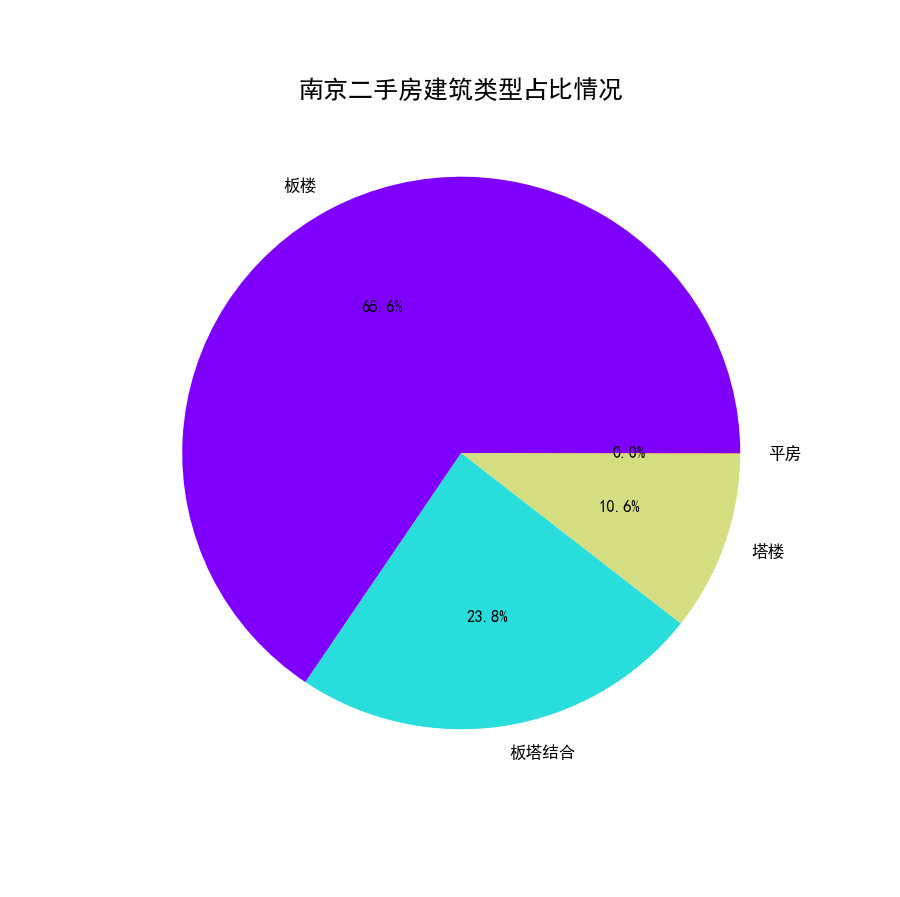 南京二手房建筑类型占比情况
板楼
65.6%
0.0%
平房
10.6%
塔楼
23.8%
板塔结合